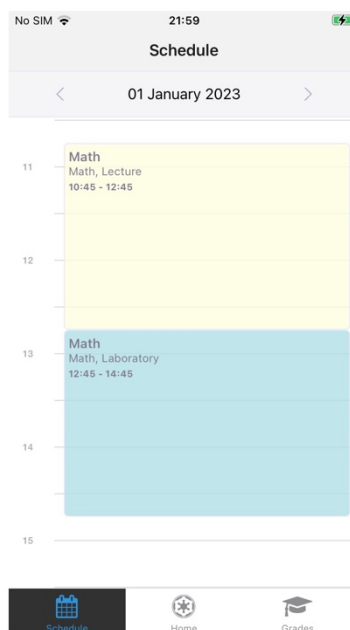 No SIM 21:59
Schedule
01 January 2023
11
Math
Math, Lecture
10:45 - 12:45
12
13
Math
Math, Laboratory
12:45 - 14:45
14
15
Schedule Home Grades